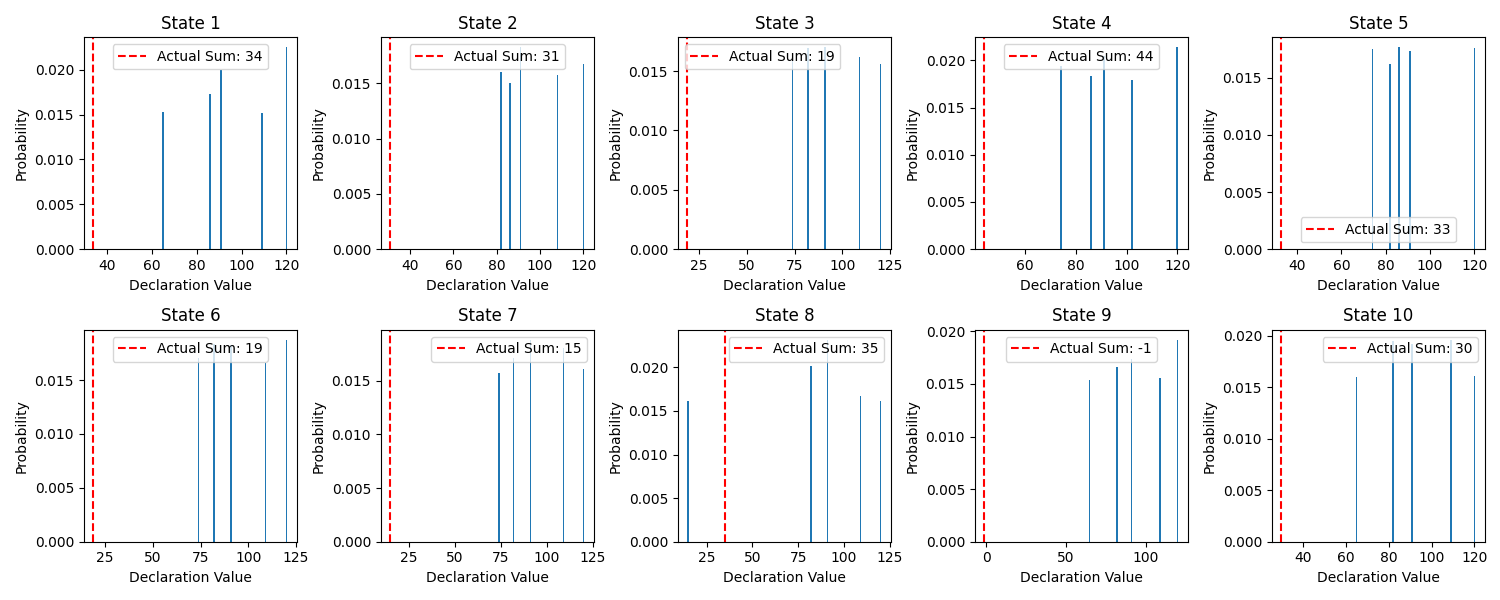 State 1
Actual Sum: 34
0.020
0.015
0.010
0.005
0.000
Probability
40 60 80 100 120
Declaration Value
State 2
Actual Sum: 31
0.015
0.010
0.005
0.000
Probability
40 60 80 100 120
Declaration Value
State 3
Actual Sum: 19
0.015
0.010
0.005
0.000
Probability
25 50 75 100 125
Declaration Value
State 4
Actual Sum: 44
0.020
0.015
0.010
0.005
0.000
Probability
60 80 100 120
Declaration Value
State 5
0.015
0.010
0.005
0.000
Probability
Actual Sum: 33
40 60 80 100 120
Declaration Value
State 6
Actual Sum: 19
0.015
0.010
0.005
0.000
Probability
25 50 75 100 125
Declaration Value
State 7
Actual Sum: 15
0.015
0.010
0.005
0.000
Probability
25 50 75 100 125
Declaration Value
State 8
Actual Sum: 35
0.020
0.015
0.010
0.005
0.000
Probability
25 50 75 100 125
Declaration Value
State 9
Actual Sum: -1
0.020
0.015
0.010
0.005
0.000
Probability
0 50 100
Declaration Value
State 10
Actual Sum: 30
0.020
0.015
0.010
0.005
0.000
Probability
40 60 80 100 120
Declaration Value